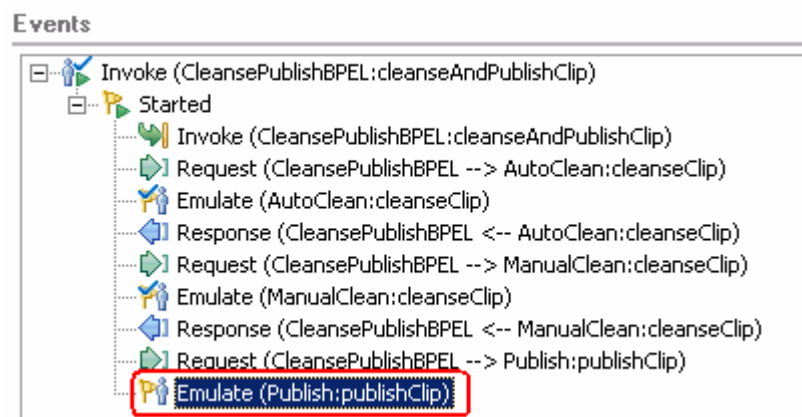 Events
Invoke (CleansePublishBPEL:cleanseAndPublishClip)
Started
Invoke (CleansePublishBPEL:cleanseAndPublishClip)
Request (CleansePublishBPEL --> AutoClean:cleanseClip)
Emulate (AutoClean:cleanseClip)
Response (CleansePublishBPEL <-- AutoClean:cleanseClip)
Request (CleansePublishBPEL --> ManualClean:cleanseClip)
Emulate (ManualClean:cleanseClip)
Response (CleansePublishBPEL <-- ManualClean:cleanseClip)
Request (CleansePublishBPEL --> Publish:publishClip)
Emulate (Publish:publishClip)